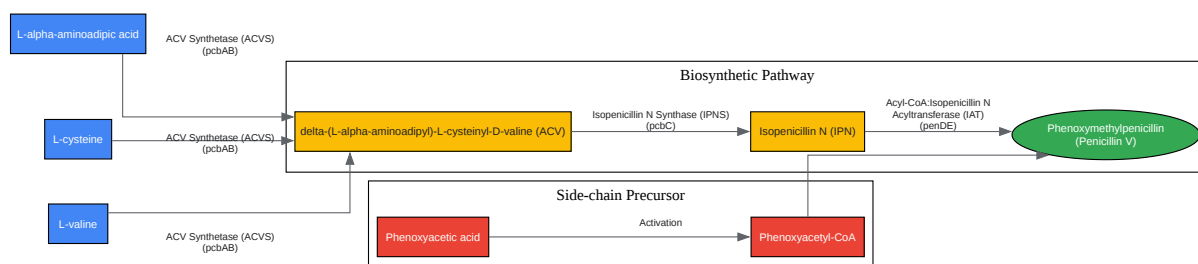 L-alpha-aminoadipic acid
ACV Synthetase (ACVS)
(pcbAB)
Biosynthetic Pathway
L-cysteine
ACV Synthetase (ACVS)
(pcbAB)
delta-(L-alpha-aminoadipyl)-L-cysteinyl-D-valine (ACV)
Isopenicillin N Synthase (IPNS)
(pcbC)
Isopenicillin N (IPN)
Acyl-CoA:Isopenicillin N
Acyltransferase (IAT)
(penDE)
Phenoxymethylpenicillin
(Penicillin V)
L-valine
ACV Synthetase (ACVS)
(pcbAB)
Side-chain Precursor
Phenoxyacetic acid
Activation
Phenoxyacetyl-CoA